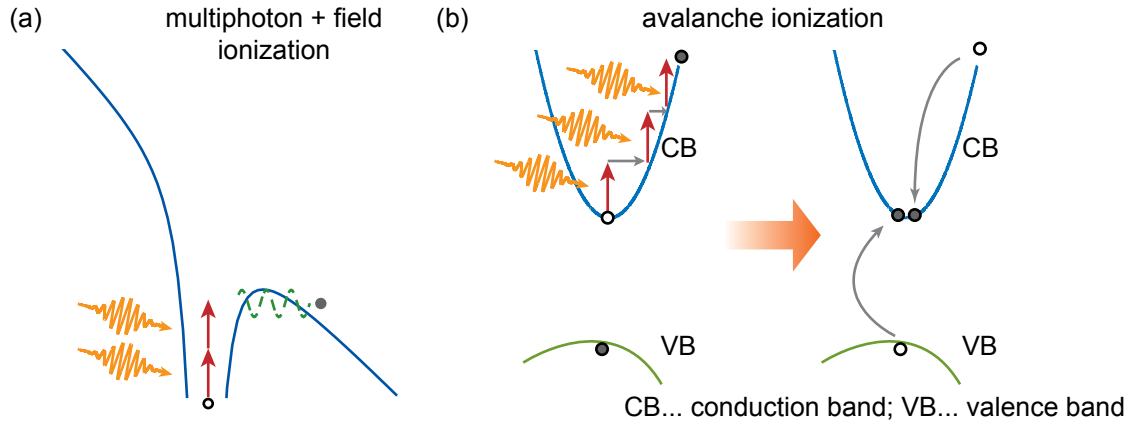 (a)
multiphoton + field
ionization
(b)
avalanche ionization
CB
CB
VB
VB
CB... conduction band; VB... valence band